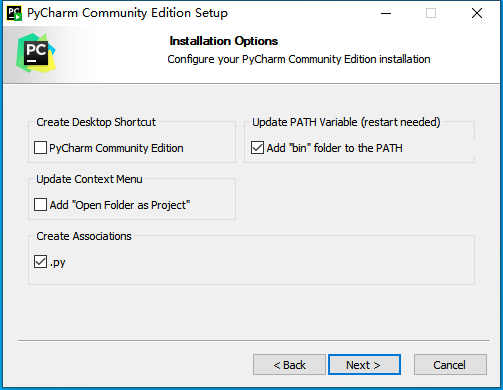 PyCharm Community Edition Setup
PC
Installation Options
Configure your PyCharm Community Edition installation
PC
Create Desktop Shortcut
PyCharm Community Edition
Update PATH Variable (restart needed)
Add "bin" folder to the PATH
Update Context Menu
Add "Open Folder as Project"
Create Associations
.py
< Back
Next >
Cancel